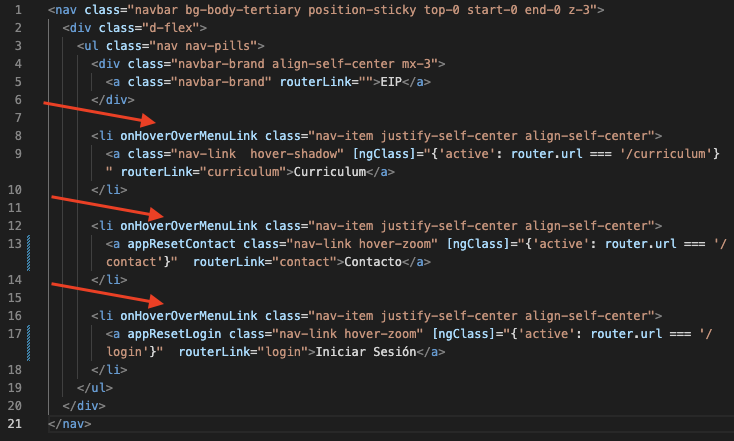 1 <nav class="navbar bg-body-tertiary position-sticky top-0 start-0 end-0 z-3">
2 <div class="d-flex">
3 <ul class="nav nav-pills">
4 <div class="navbar-brand align-self-center mx-3">
5 <a class="navbar-brand" routerLink="">EIP</a>
6 </div>
7
8 <li onHoverOverMenuLink class="nav-item justify-self-center align-self-center">
9 <a class="nav-link  hover-shadow" [ngClass]="{'active': router.url === '/curriculum'}
" routerLink="curriculum">Curriculum</a>
10 </li>
11
12 <li onHoverOverMenuLink class="nav-item justify-self-center align-self-center">
13 <a appResetContact class="nav-link hover-zoom" [ngClass]="{'active': router.url === '/
contact'}"  routerLink="contact">Contacto</a>
14 </li>
15
16 <li onHoverOverMenuLink class="nav-item justify-self-center align-self-center">
17 <a appResetLogin class="nav-link hover-zoom" [ngClass]="{'active': router.url === '/
login'}"  routerLink="login">Iniciar Sesión</a>
18 </li>
19 </ul>
20 </div>
21 </nav>